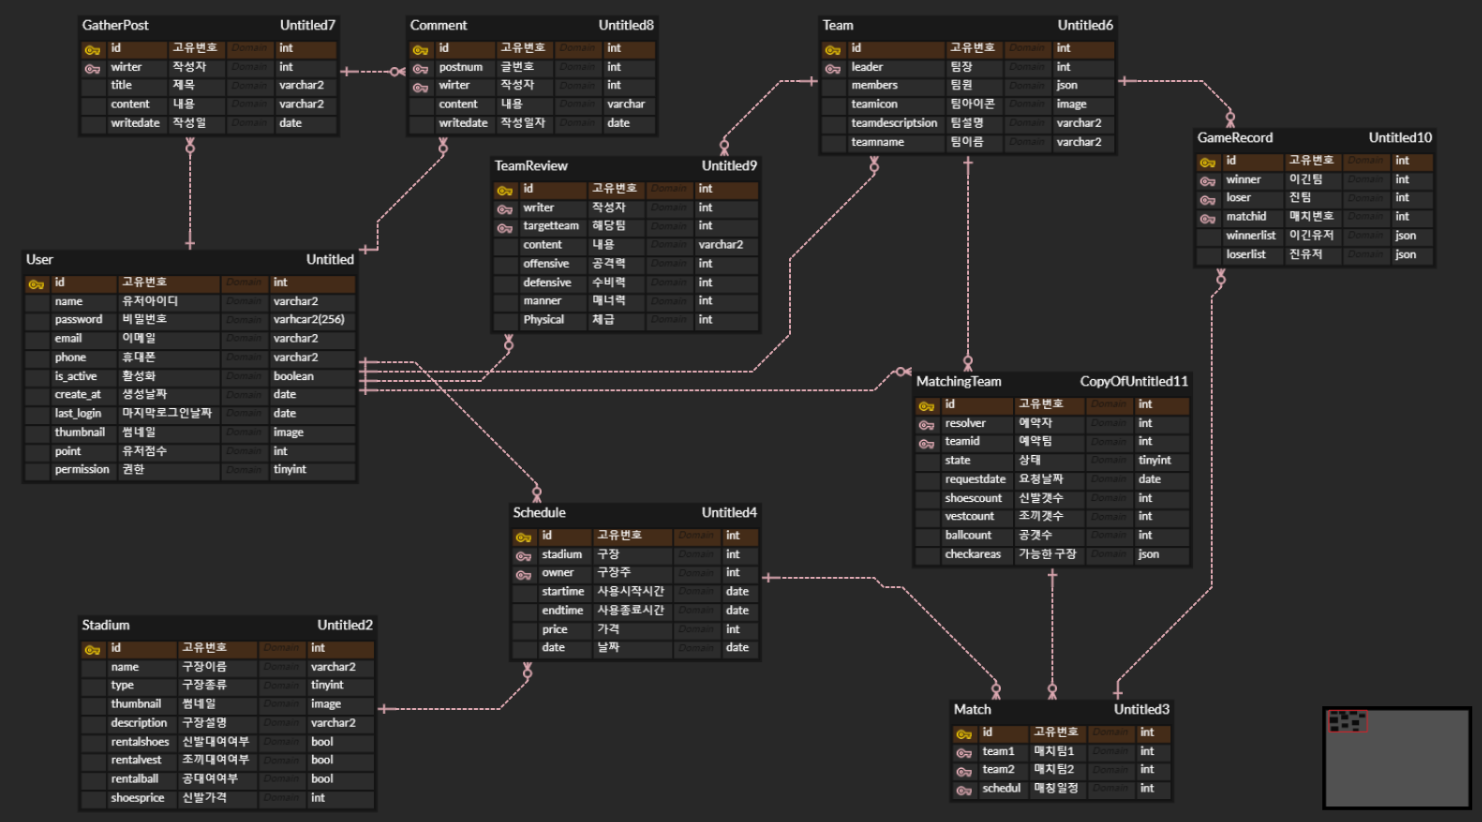 GatherPost Untitled7
id 고유번호 Domain int
wirter 작성자 Domain int
title 제목 Domain varchar2
content 내용 Domain varchar2
writedate 작성일 Domain date
Comment Untitled8
id 고유번호 Domain int
postnum 글번호 Domain int
wirter 작성자 Domain int
content 내용 Domain varchar
writedate 작성일자 Domain date
Team Untitled6
id 고유번호 Domain int
leader 팀장 Domain int
members 팀원 Domain json
teamicon 팀아이콘 Domain image
teamdescriptsion 팀설명 Domain varchar2
teamname 팀이름 Domain varchar2
GameRecord Untitled10
id 고유번호 Domain int
winner 이긴팀 Domain int
loser 진팀 Domain int
matchid 매치번호 Domain int
winnerlist 이긴유저 Domain json
loserlist 진유저 Domain json
TeamReview Untitled9
id 고유번호 Domain int
writer 작성자 Domain int
targetteam 해당팀 Domain int
content 내용 Domain varchar2
offensive 공격력 Domain int
defensive 수비력 Domain int
manner 매너력 Domain int
Physical 체급 Domain int
User Untitled
id 고유번호 Domain int
name 유저아이디 Domain varchar2
password 비밀번호 Domain varhcar2(256)
email 이메일 Domain varchar2
phone 휴대폰 Domain varchar2
is_active 활성화 Domain boolean
create_at 생성날짜 Domain date
last_login 마지막로그인날짜 Domain date
thumbnail 썸네일 Domain image
point 유저점수 Domain int
permission 권한 Domain tinyint
MatchingTeam CopyOfUntitled11
id 고유번호 Domain int
resolver 예약자 Domain int
teamid 예약팀 Domain int
state 상태 Domain tinyint
requestdate 요청날짜 Domain date
shoescount 신발갯수 Domain int
vestcount 조끼갯수 Domain int
ballcount 공갯수 Domain int
checkareas 가능한 구장 Domain json
Schedule Untitled4
id 고유번호 Domain int
stadium 구장 Domain int
owner 구장주 Domain int
startime 사용시작시간 Domain date
endtime 사용종료시간 Domain date
price 가격 Domain int
date 날짜 Domain date
Stadium Untitled2
id 고유번호 Domain int
name 구장이름 Domain varchar2
type 구장종류 Domain tinyint
thumbnail 썸네일 Domain image
description 구장설명 Domain varchar2
rentalshoes 신발대여여부 Domain bool
rentalvest 조끼대여여부 Domain bool
rentalball 공대여여부 Domain bool
shoesprice 신발가격 Domain int
Match Untitled3
id 고유번호 Domain int
team1 매치팀1 Domain int
team2 매치팀2 Domain int
schedul 매칭일정 Domain int